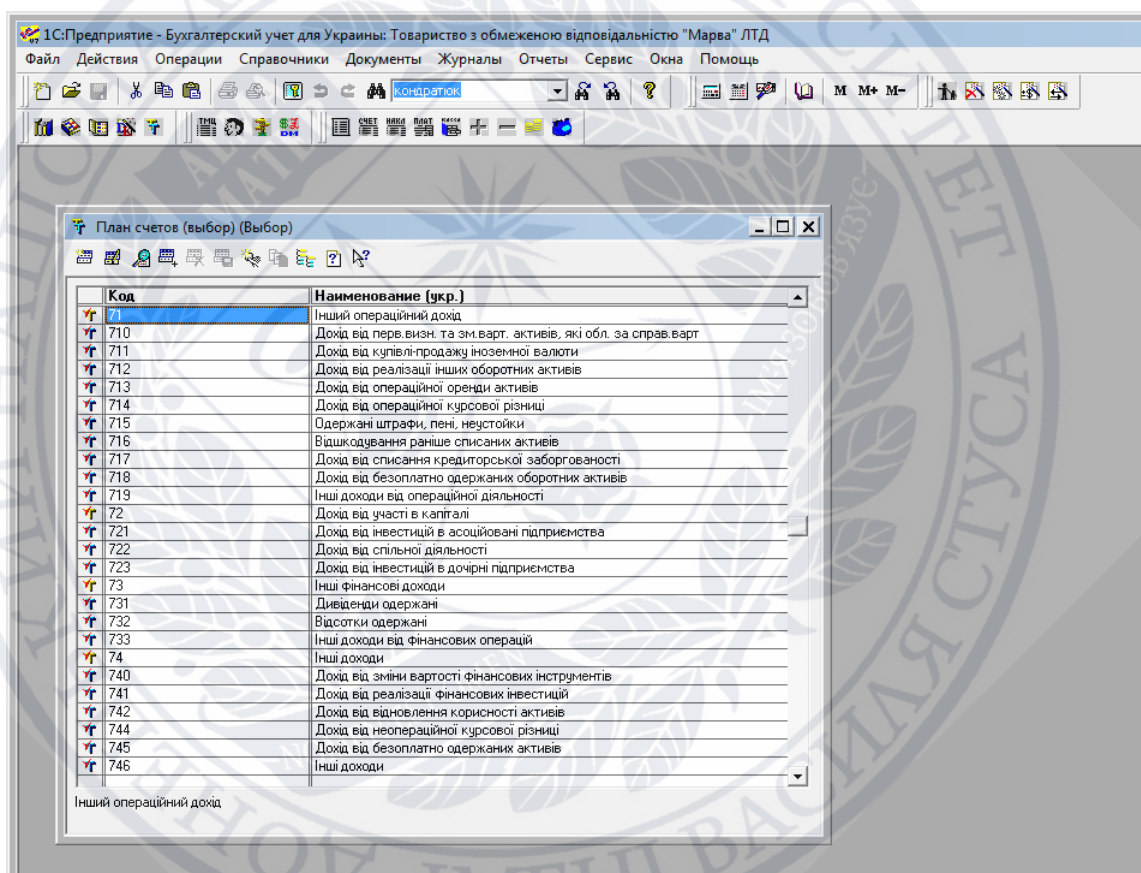 1С:Предприятие - Бухгалтерский учет для Украины: Товариство з обмеженою відповідальністю "Марва" ЛТД
Файл Действия Операции Справочники Документы Журналы Отчеты Сервис Окна Помощь
Кондратюк M M+ M-
План счетов (выбор) (Выбор)
Код Наименование (укр.)
71 Інший операційний дохід
710 Дохід від перв.визн. та зм.варт. активів, які обл. за справ.варт
711 Дохід від купівлі-продажу іноземної валюти
712 Дохід від реалізації інших оборотних активів
713 Дохід від операційної оренди активів
714 Дохід від операційної курсової різниці
715 Одержані штрафи, пені, неустойки
716 Відшкодування раніше списаних активів
717 Дохід від списання кредиторської заборгованості
718 Дохід від безоплатно одержаних оборотних активів
719 Інші доходи від операційної діяльності
72 Дохід від участі в капіталі
721 Дохід від інвестицій в асоційовані підприємства
722 Дохід від спільної діяльності
723 Дохід від інвестицій в дочірні підприємства
73 Інші фінансові доходи
731 Дивіденди одержані
732 Відсотки одержані
733 Інші доходи від фінансових операцій
74 Інші доходи
740 Дохід від зміни вартості фінансових інструментів
741 Дохід від реалізації фінансових інвестицій
742 Дохід від відновлення корисності активів
744 Дохід від неопераційної курсової різниці
745 Дохід від безоплатно одержаних активів
746 Інші доходи
Інший операційний дохід